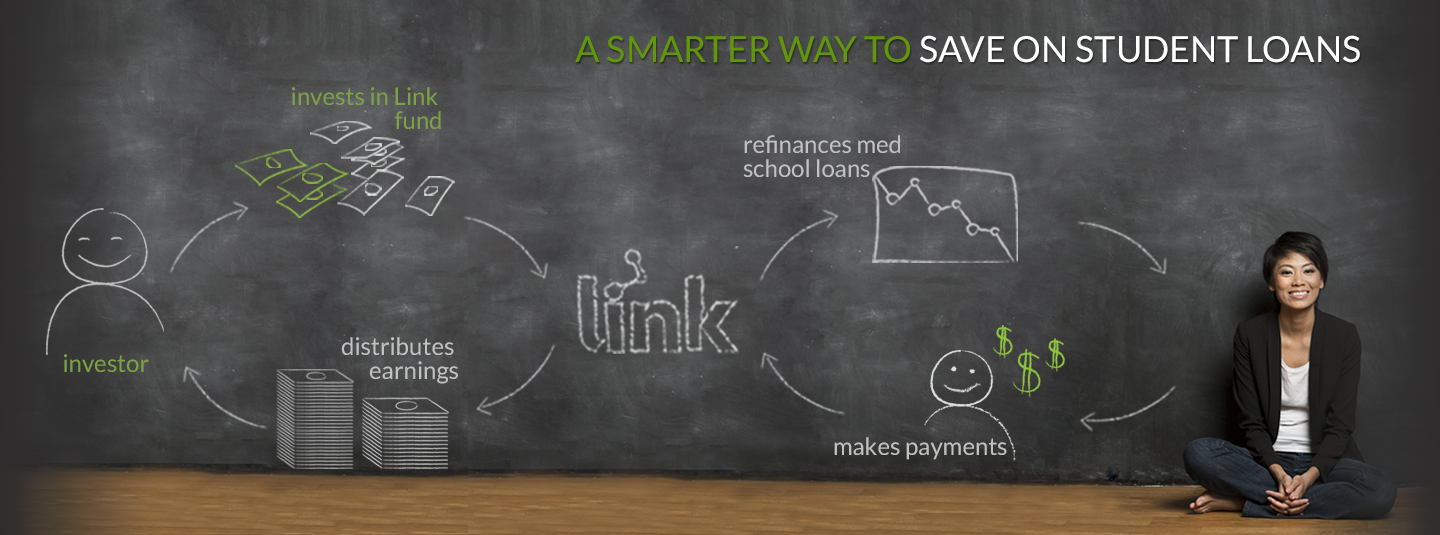 A SMARTER WAY TO SAVE ON STUDENT LOANS
invests in Link
fund
refinances med
school loans
link
investor
distributes
earnings
makes payments
$ $ $